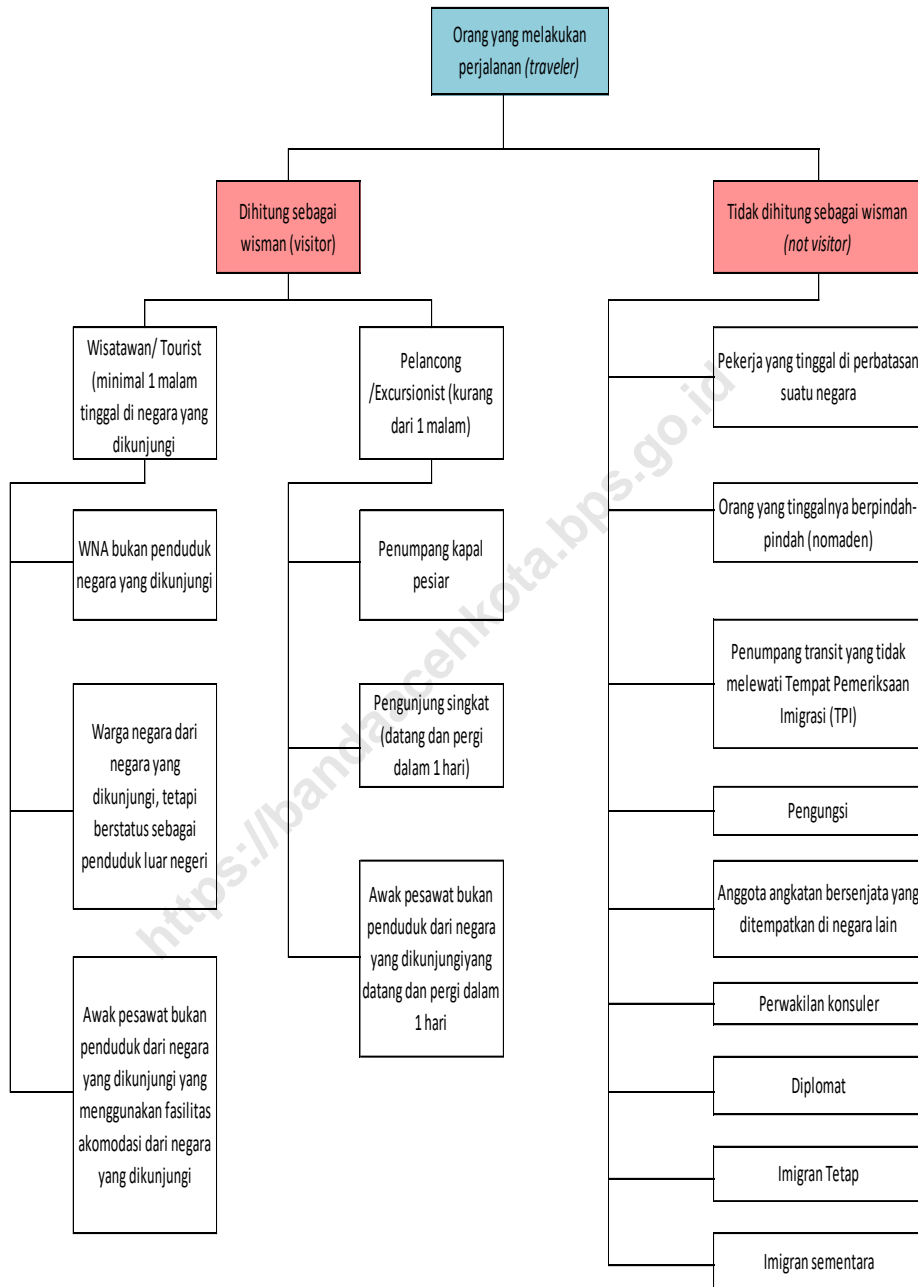 Orang yang melakukan
perjalanan (traveler)
Dihitung sebagai
wisman (visitor)
Tidak dihitung sebagai wisman
(not visitor)
Wisatawan/ Tourist
(minimal 1 malam
tinggal di negara yang
dikunjungi
Pelancong
/Excursionist (kurang
dari 1 malam)
Pekerja yang tinggal di perbatasan
suatu negara
WNA bukan penduduk
negara yang dikunjungi
Penumpang kapal
pesiar
Orang yang tinggalnya berpindah-
pindah (nomaden)
Warga negara dari
negara yang
dikunjungi, tetapi
berstatus sebagai
penduduk luar negeri
Pengunjung singkat
(datang dan pergi
dalam 1 hari)
Penumpang transit yang tidak
melewati Tempat Pemeriksaan
Imigrasi (TPI)
Pengungsi
Awak pesawat bukan
penduduk dari negara
yang dikunjungi yang
menggunakan fasilitas
akomodasi dari negara
yang dikunjungi
Awak pesawat bukan
penduduk dari negara
yang dikunjungiyang
datang dan pergi dalam
1 hari
Anggota angkatan bersenjata yang
ditempatkan di negara lain
Perwakilan konsuler
Diplomat
Imigran Tetap
Imigran sementara
https://bandaacehkota.bps.go.id